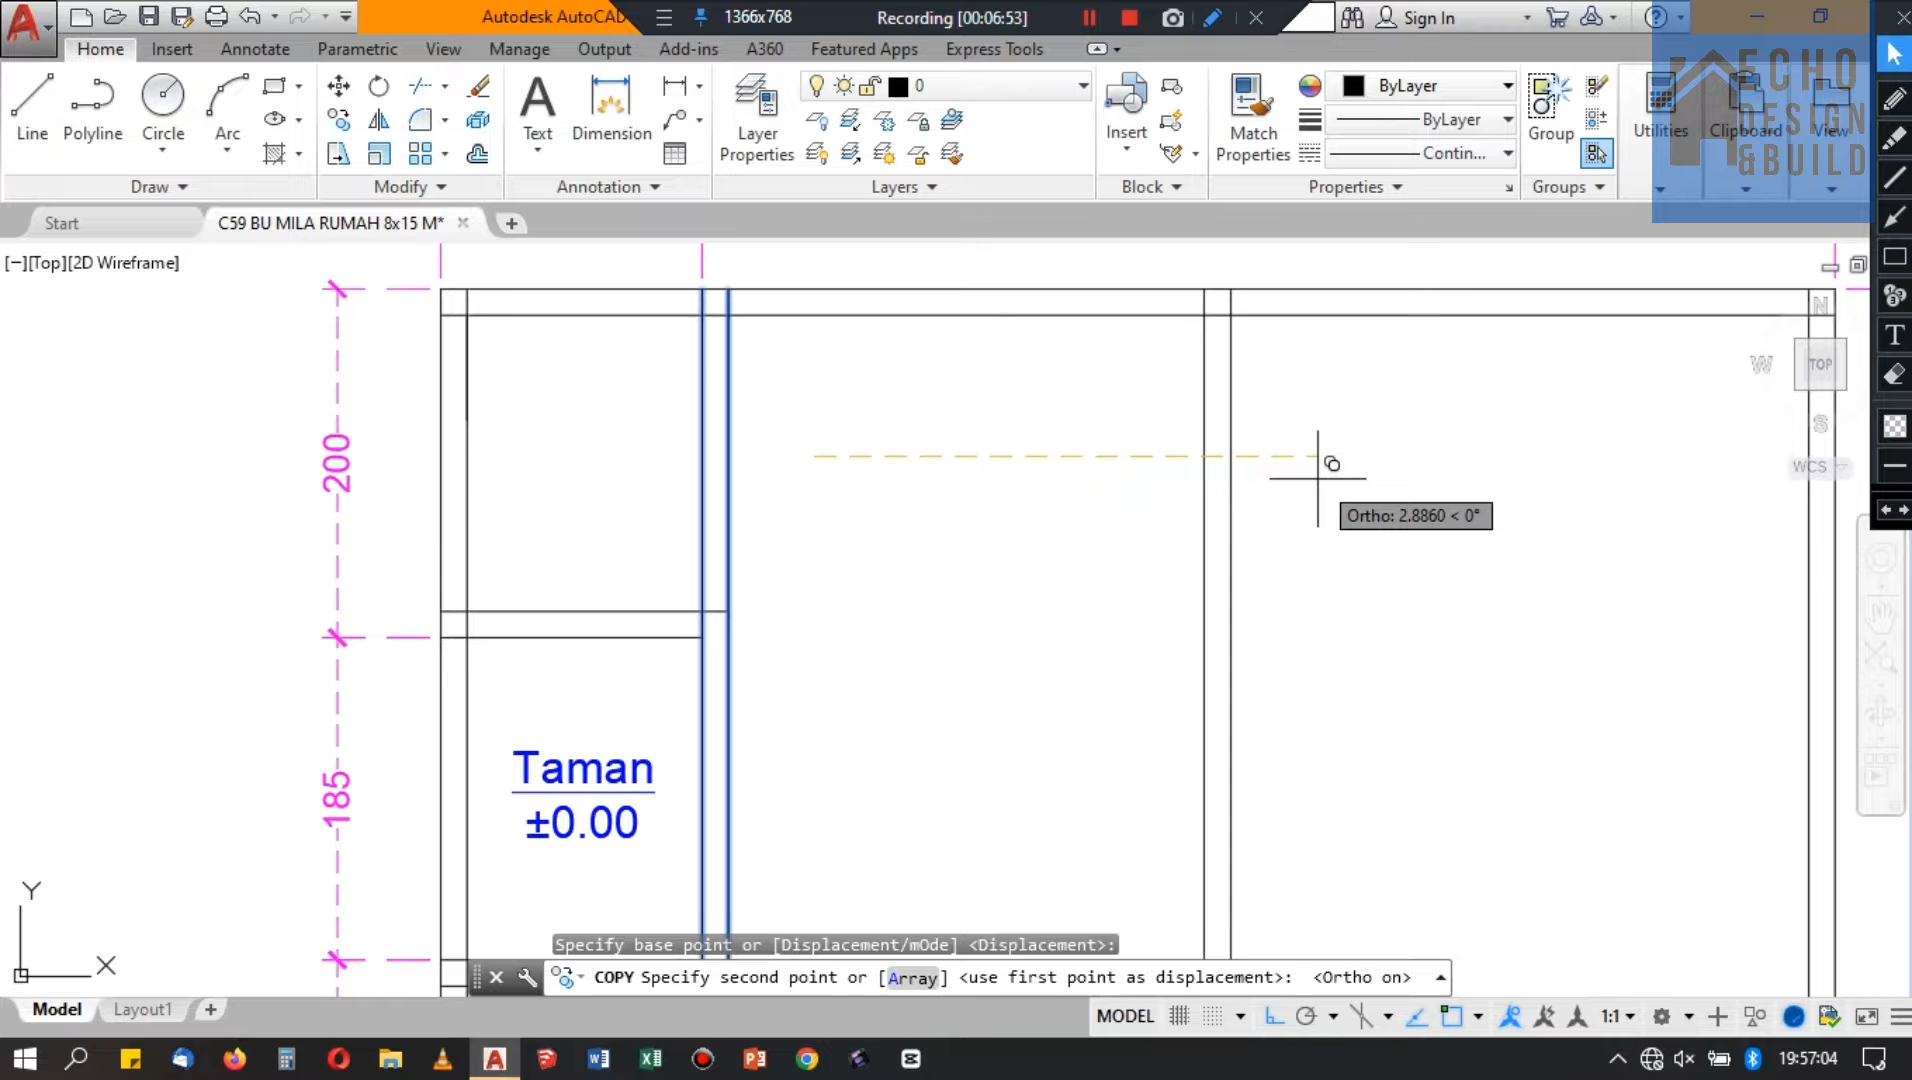 Autodesk AutoCAD
1366x768
Recording [00:06:53]
Sign In
Home
Insert
Annotate
Parametric
View
Manage
Output
Add-ins
A360
Featured Apps
Express Tools
Line
Polyline
Circle
Arc
Text
Dimension
Layer
Properties
0
Insert
Match
Properties
ByLayer
ByLayer
Contin...
Group
Utilities
Clipboard
View
ECHO
DESIGN
&BUILD
Draw
Modify
Annotation
Layers
Block
Properties
Groups
Start
C59 BU MILA RUMAH 8x15 M*
[−][Top][2D Wireframe]
N
W
TOP
S
WCS
200
Ortho: 2.8860 < 0°
185
Taman
±0.00
Y
X
Specify base point or [Displacement/mOde] <Displacement>:
COPY Specify second point or [Array] <use first point as displacement>: <Ortho on>
Model
Layout1
MODEL
1:1
19:57:04